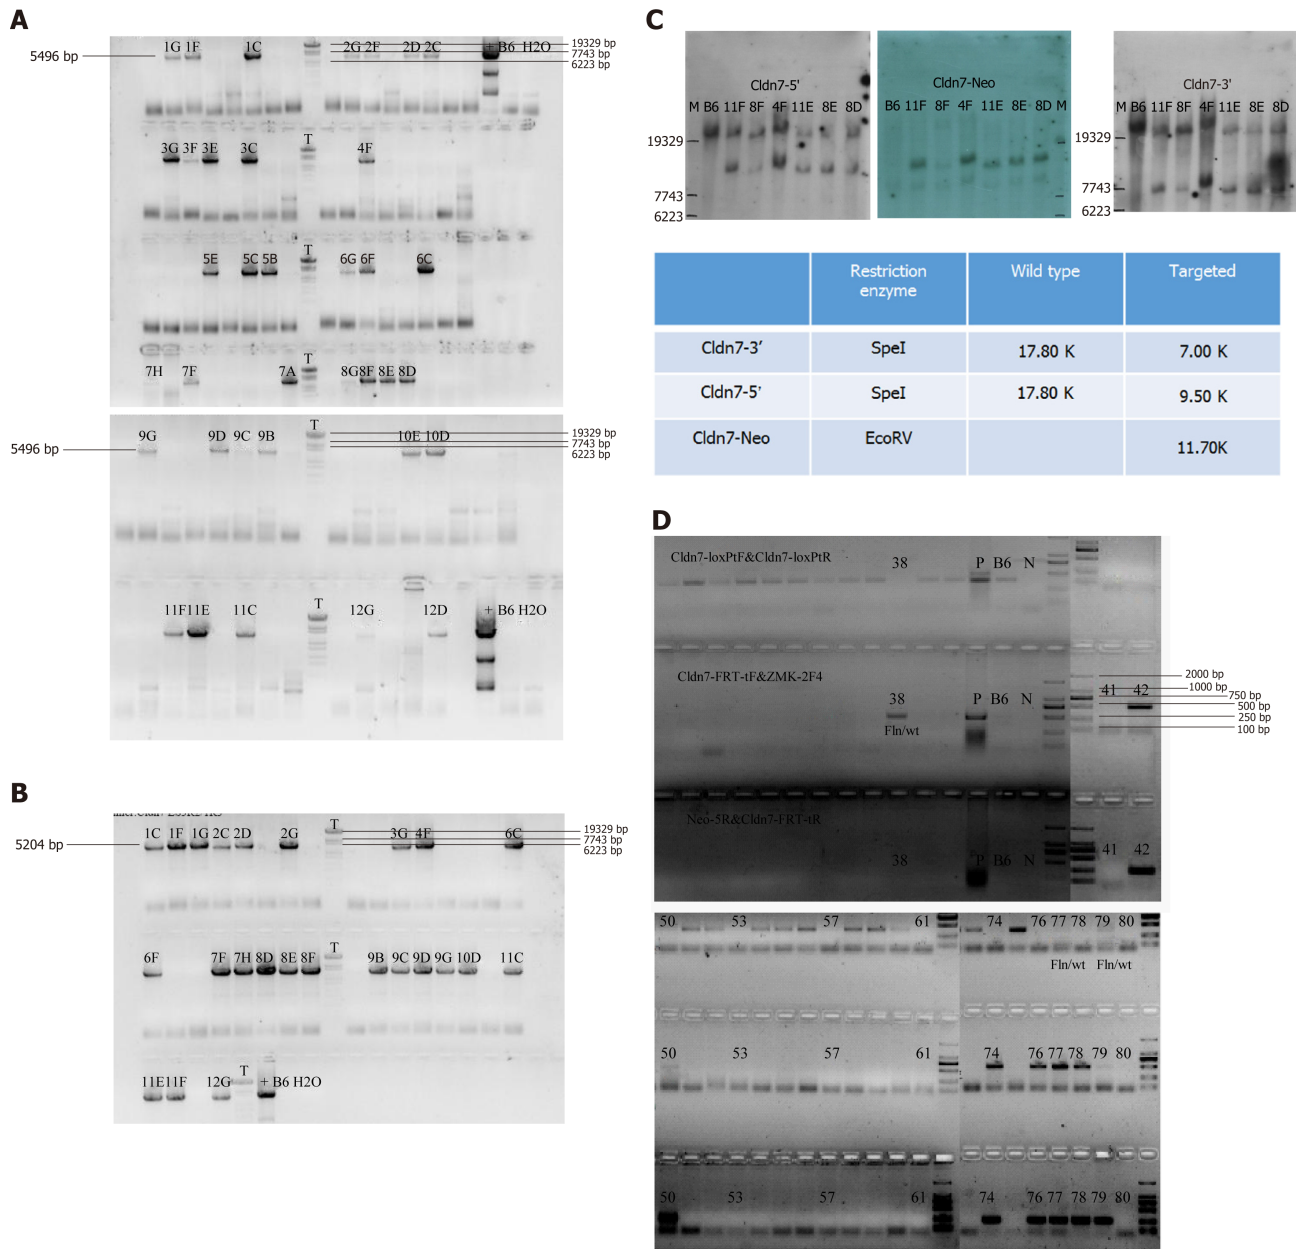 A
1G 1F 1C 2G 2F 2D 2C + B6 H2O
19329 bp
7743 bp
6223 bp
5496 bp
T
3G 3F 3E 3C 4F
T
5E 5C 5B 6G 6F 6C
T
7H 7F 7A 8G 8F 8E 8D
T
9G 9D 9C 9B 10E 10D
19329 bp
7743 bp
6223 bp
5496 bp
T
11F 11E 11C 12G 12D + B6 H2O
B
1C 1F 1G 2C 2D 2G T 3G 4F 6C
19329 bp
7743 bp
6223 bp
5204 bp
T
6F 7F 7H 8D 8E 8F 9B 9C 9D 9G 10D 11C
T
11E 11F 12G + B6 H2O
C
Cldn7-5'
M B6 11F 8F 4F 11E 8E 8D
19329
7743
6223
Cldn7-Neo
B6 11F 8F 4F 11E 8E 8D M
Cldn7-3'
M B6 11F 8F 4F 11E 8E 8D
19329
7743
6223
Restriction enzyme Wild type Targeted
Cldn7-3′ SpeI 17.80 K 7.00 K
Cldn7-5' SpeI 17.80 K 9.50 K
Cldn7-Neo EcoRV 11.70K
D
Cldn7-loxPtF&Cldn7-loxPtR
38 P B6 N
Cldn7-FRT-tF&ZMK-2F4
38 P B6 N
Fln/wt
41 42
2000 bp
1000 bp
750 bp
500 bp
250 bp
100 bp
Neo-5R&Cldn7-FRT-tR
38 P B6 N
41 42
50 53 57 61 74 76 77 78 79 80
Fln/wt Fln/wt
50 53 57 61 74 76 77 78 79 80
50 53 57 61 74 76 77 78 79 80